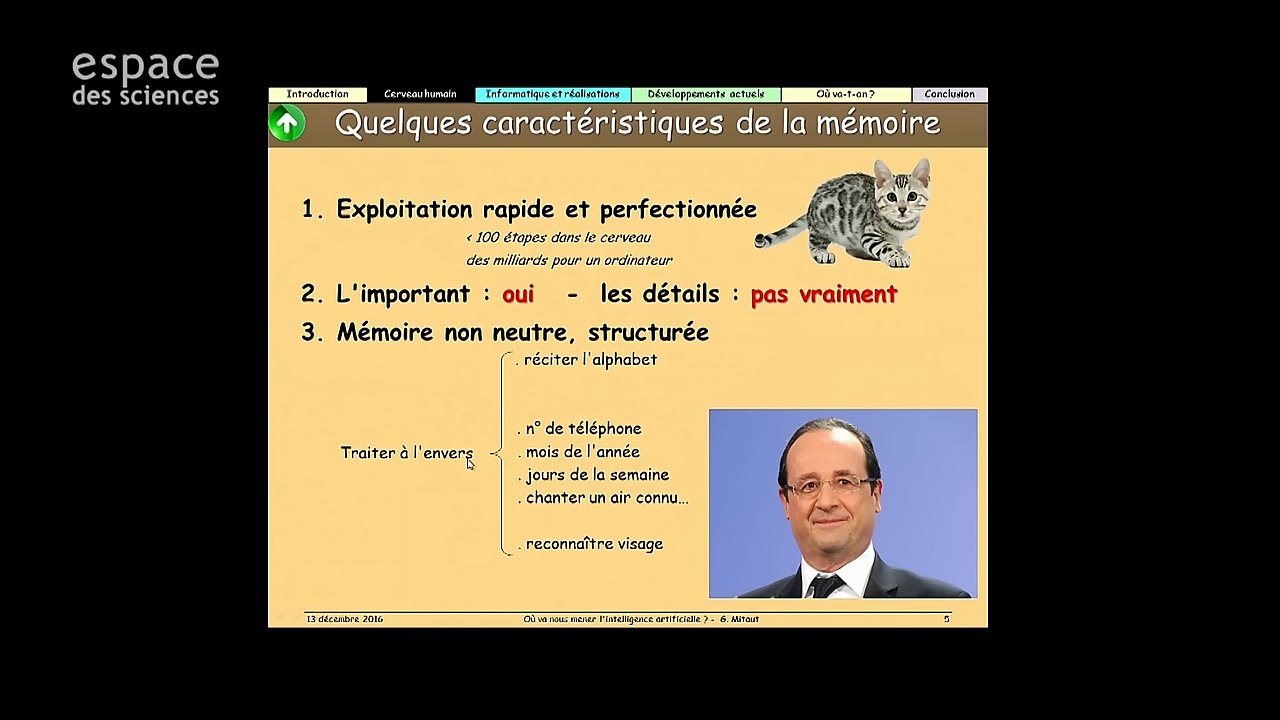 espace
des sciences
Introduction
Cerveau humain
Informatique et réalisations
Développements actuels
Où va-t-on ?
Conclusion
Quelques caractéristiques de la mémoire
1. Exploitation rapide et perfectionnée
< 100 étapes dans le cerveau
des milliards pour un ordinateur
2. L'important : oui - les détails : pas vraiment
3. Mémoire non neutre, structurée
. réciter l'alphabet
. n° de téléphone
Traiter à l'envers
. mois de l'année
. jours de la semaine
. chanter un air connu...
. reconnaître visage
13 décembre 2016
Où va nous mener l'intelligence artificielle ? - G. Mitaut
5